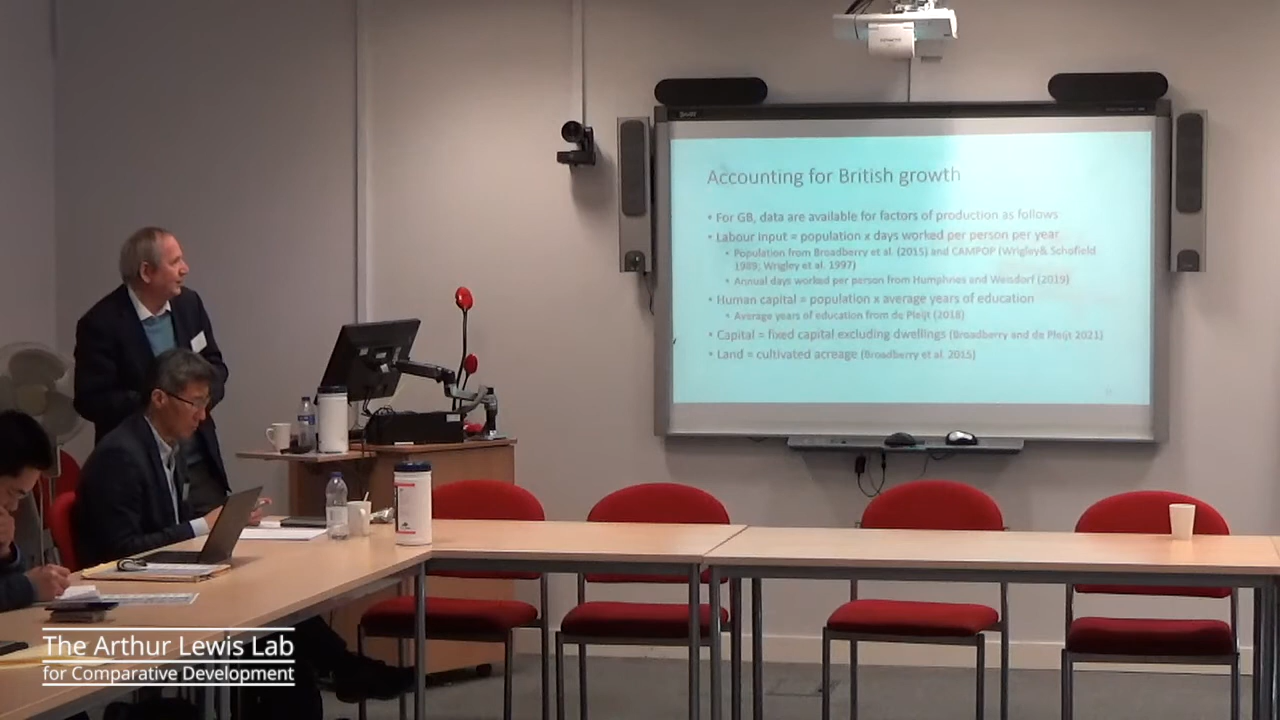 Accounting for British growth
• For GB, data are available for factors of production as follows
• Labour input = population x days worked per person per year
• Population from Broadberry et al. (2015) and CAMPOP (Wrigley& Schofield
1989; Wrigley et al. 1997)
• Annual days worked per person from Humphries and Weisdorf (2019)
• Human capital = population x average years of education
• Average years of education from de Pleijt (2018)
• Capital = fixed capital excluding dwellings (Broadberry and de Pleijt 2021)
• Land = cultivated acreage (Broadberry et al. 2015)
The Arthur Lewis Lab
for Comparative Development